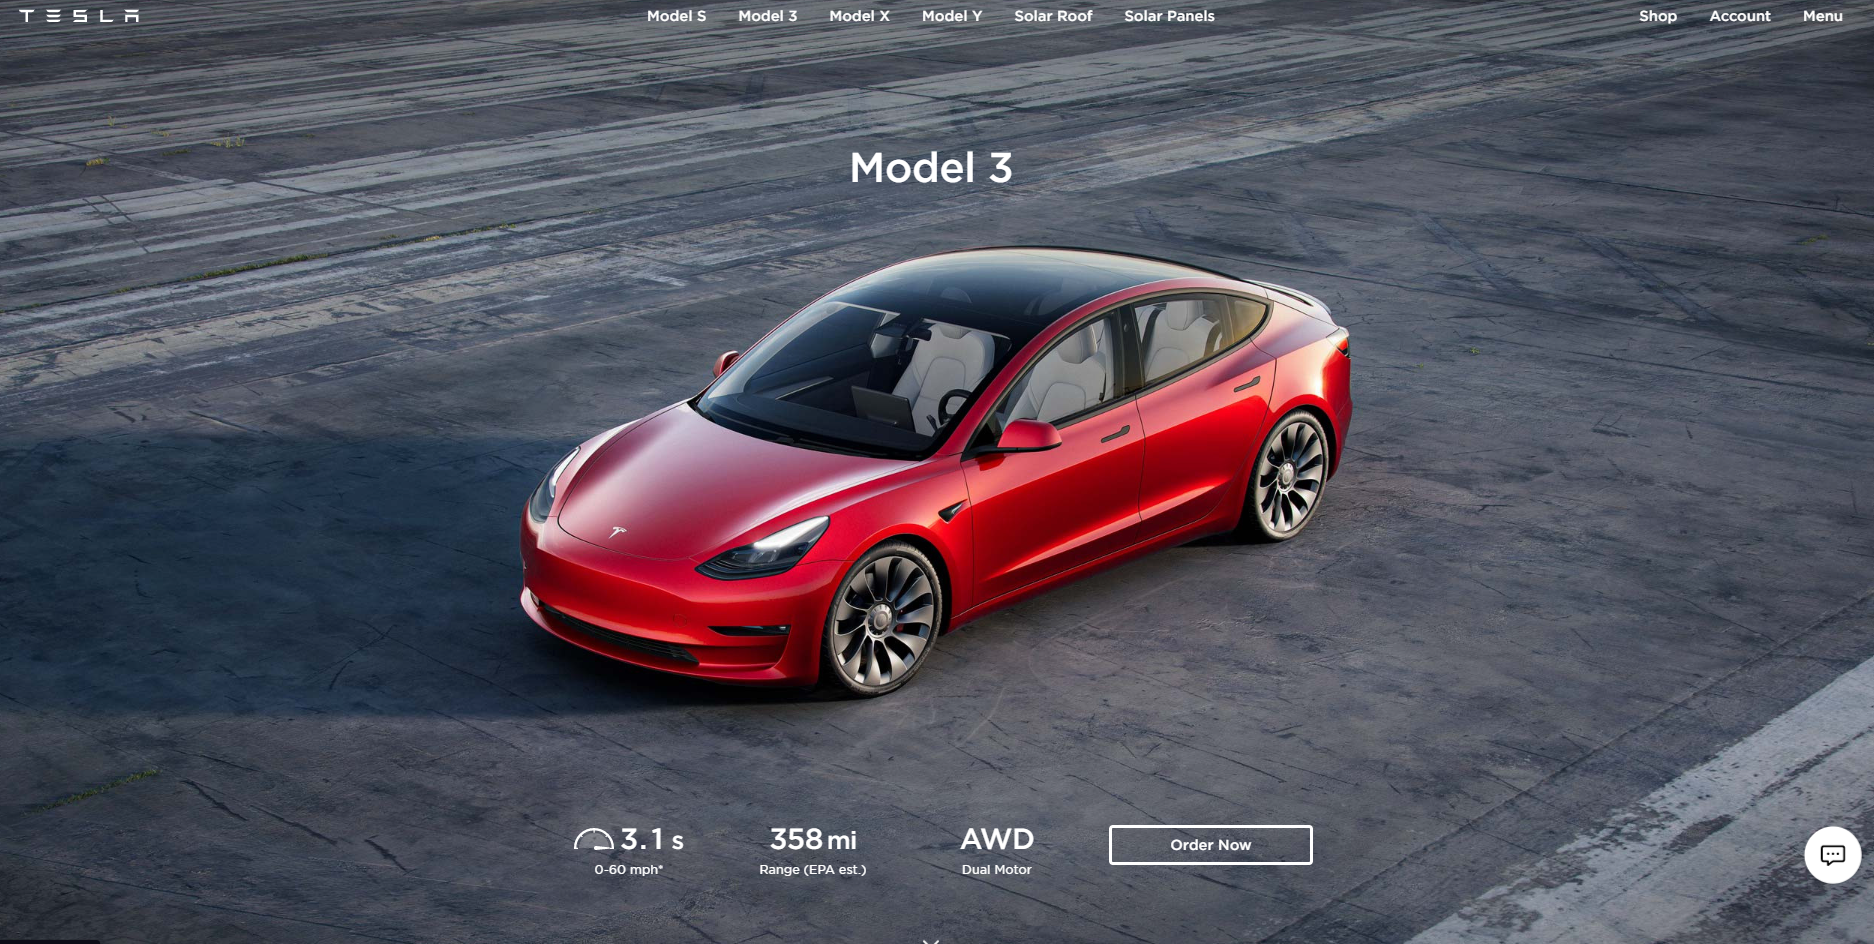 TESLA
Model S Model 3 Model X Model Y Solar Roof Solar Panels
Shop Account Menu
Model 3
3.1 s
0-60 mph*
358 mi
Range (EPA est.)
AWD
Dual Motor
Order Now